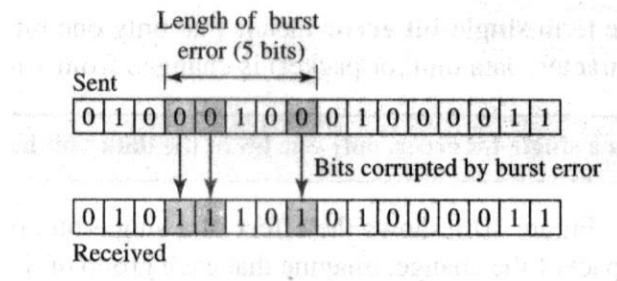 Length of burst
error (5 bits)
Sent
0 1 0 0 0 1 0 0 0 1 0 0 0 0 1 1
Bits corrupted by burst error
0 1 0 1 1 1 0 1 0 1 0 0 0 0 1 1
Received